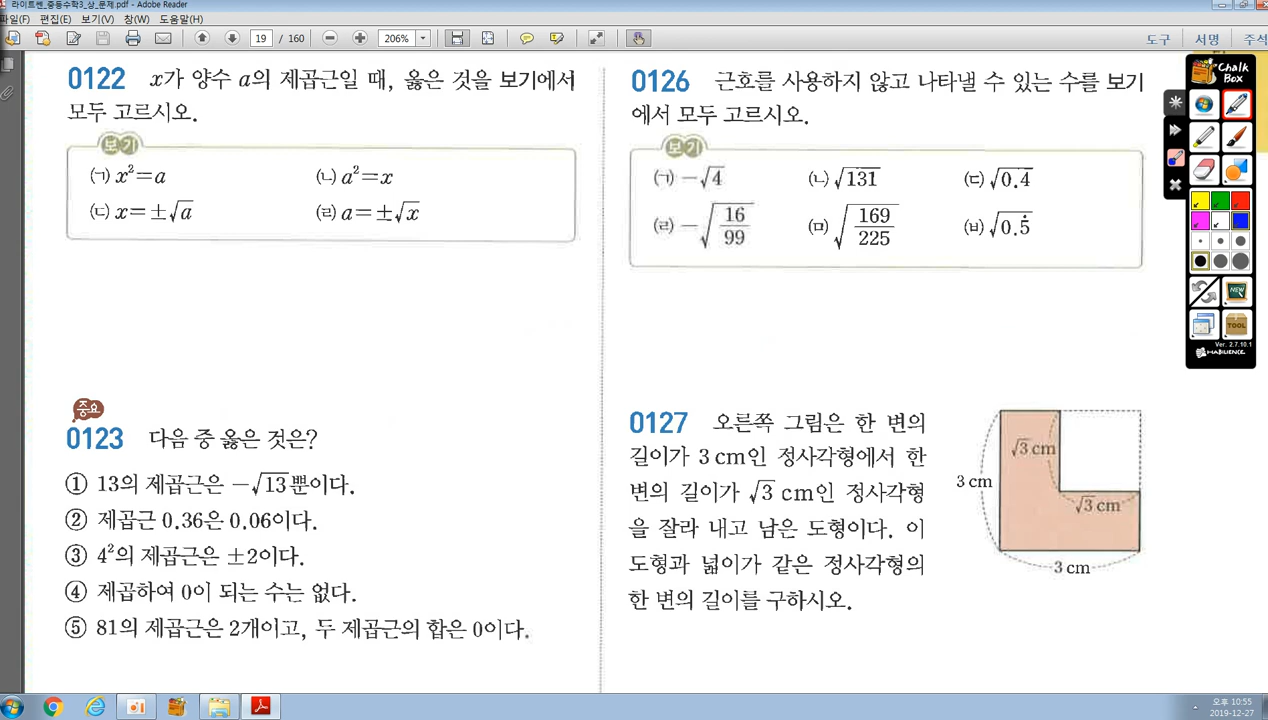 라이트쎈_중등수학3_상_문제.pdf - Adobe Reader
파일(F) 편집(E) 보기(V) 창(W) 도움말(H)
19 / 160 206% 도구 서명 주석
0122 x가 양수 a의 제곱근일 때, 옳은 것을 보기에서
모두 고르시오.
보기
(ㄱ) x²=a (ㄴ) a²=x
(ㄷ) x=±√a (ㄹ) a=±√x
중요
0123 다음 중 옳은 것은?
① 13의 제곱근은 −√13뿐이다.
② 제곱근 0.36은 0.06이다.
③ 4²의 제곱근은 ±2이다.
④ 제곱하여 0이 되는 수는 없다.
⑤ 81의 제곱근은 2개이고, 두 제곱근의 합은 0이다.
0126 근호를 사용하지 않고 나타낼 수 있는 수를 보기
에서 모두 고르시오.
보기
(ㄱ) −√4 (ㄴ) √131 (ㄷ) √0.4
(ㄹ) −√(16/99) (ㅁ) √(169/225) (ㅂ) √0.5̇
0127 오른쪽 그림은 한 변의
길이가 3 cm인 정사각형에서 한
변의 길이가 √3 cm인 정사각형
을 잘라 내고 남은 도형이다. 이
도형과 넓이가 같은 정사각형의
한 변의 길이를 구하시오.
√3 cm
3 cm
√3 cm
3 cm
Chalk
Box
NEW
TOOL
Ver. 2.7.10.1
MABILIENCE
오후 10:55
2019-12-27